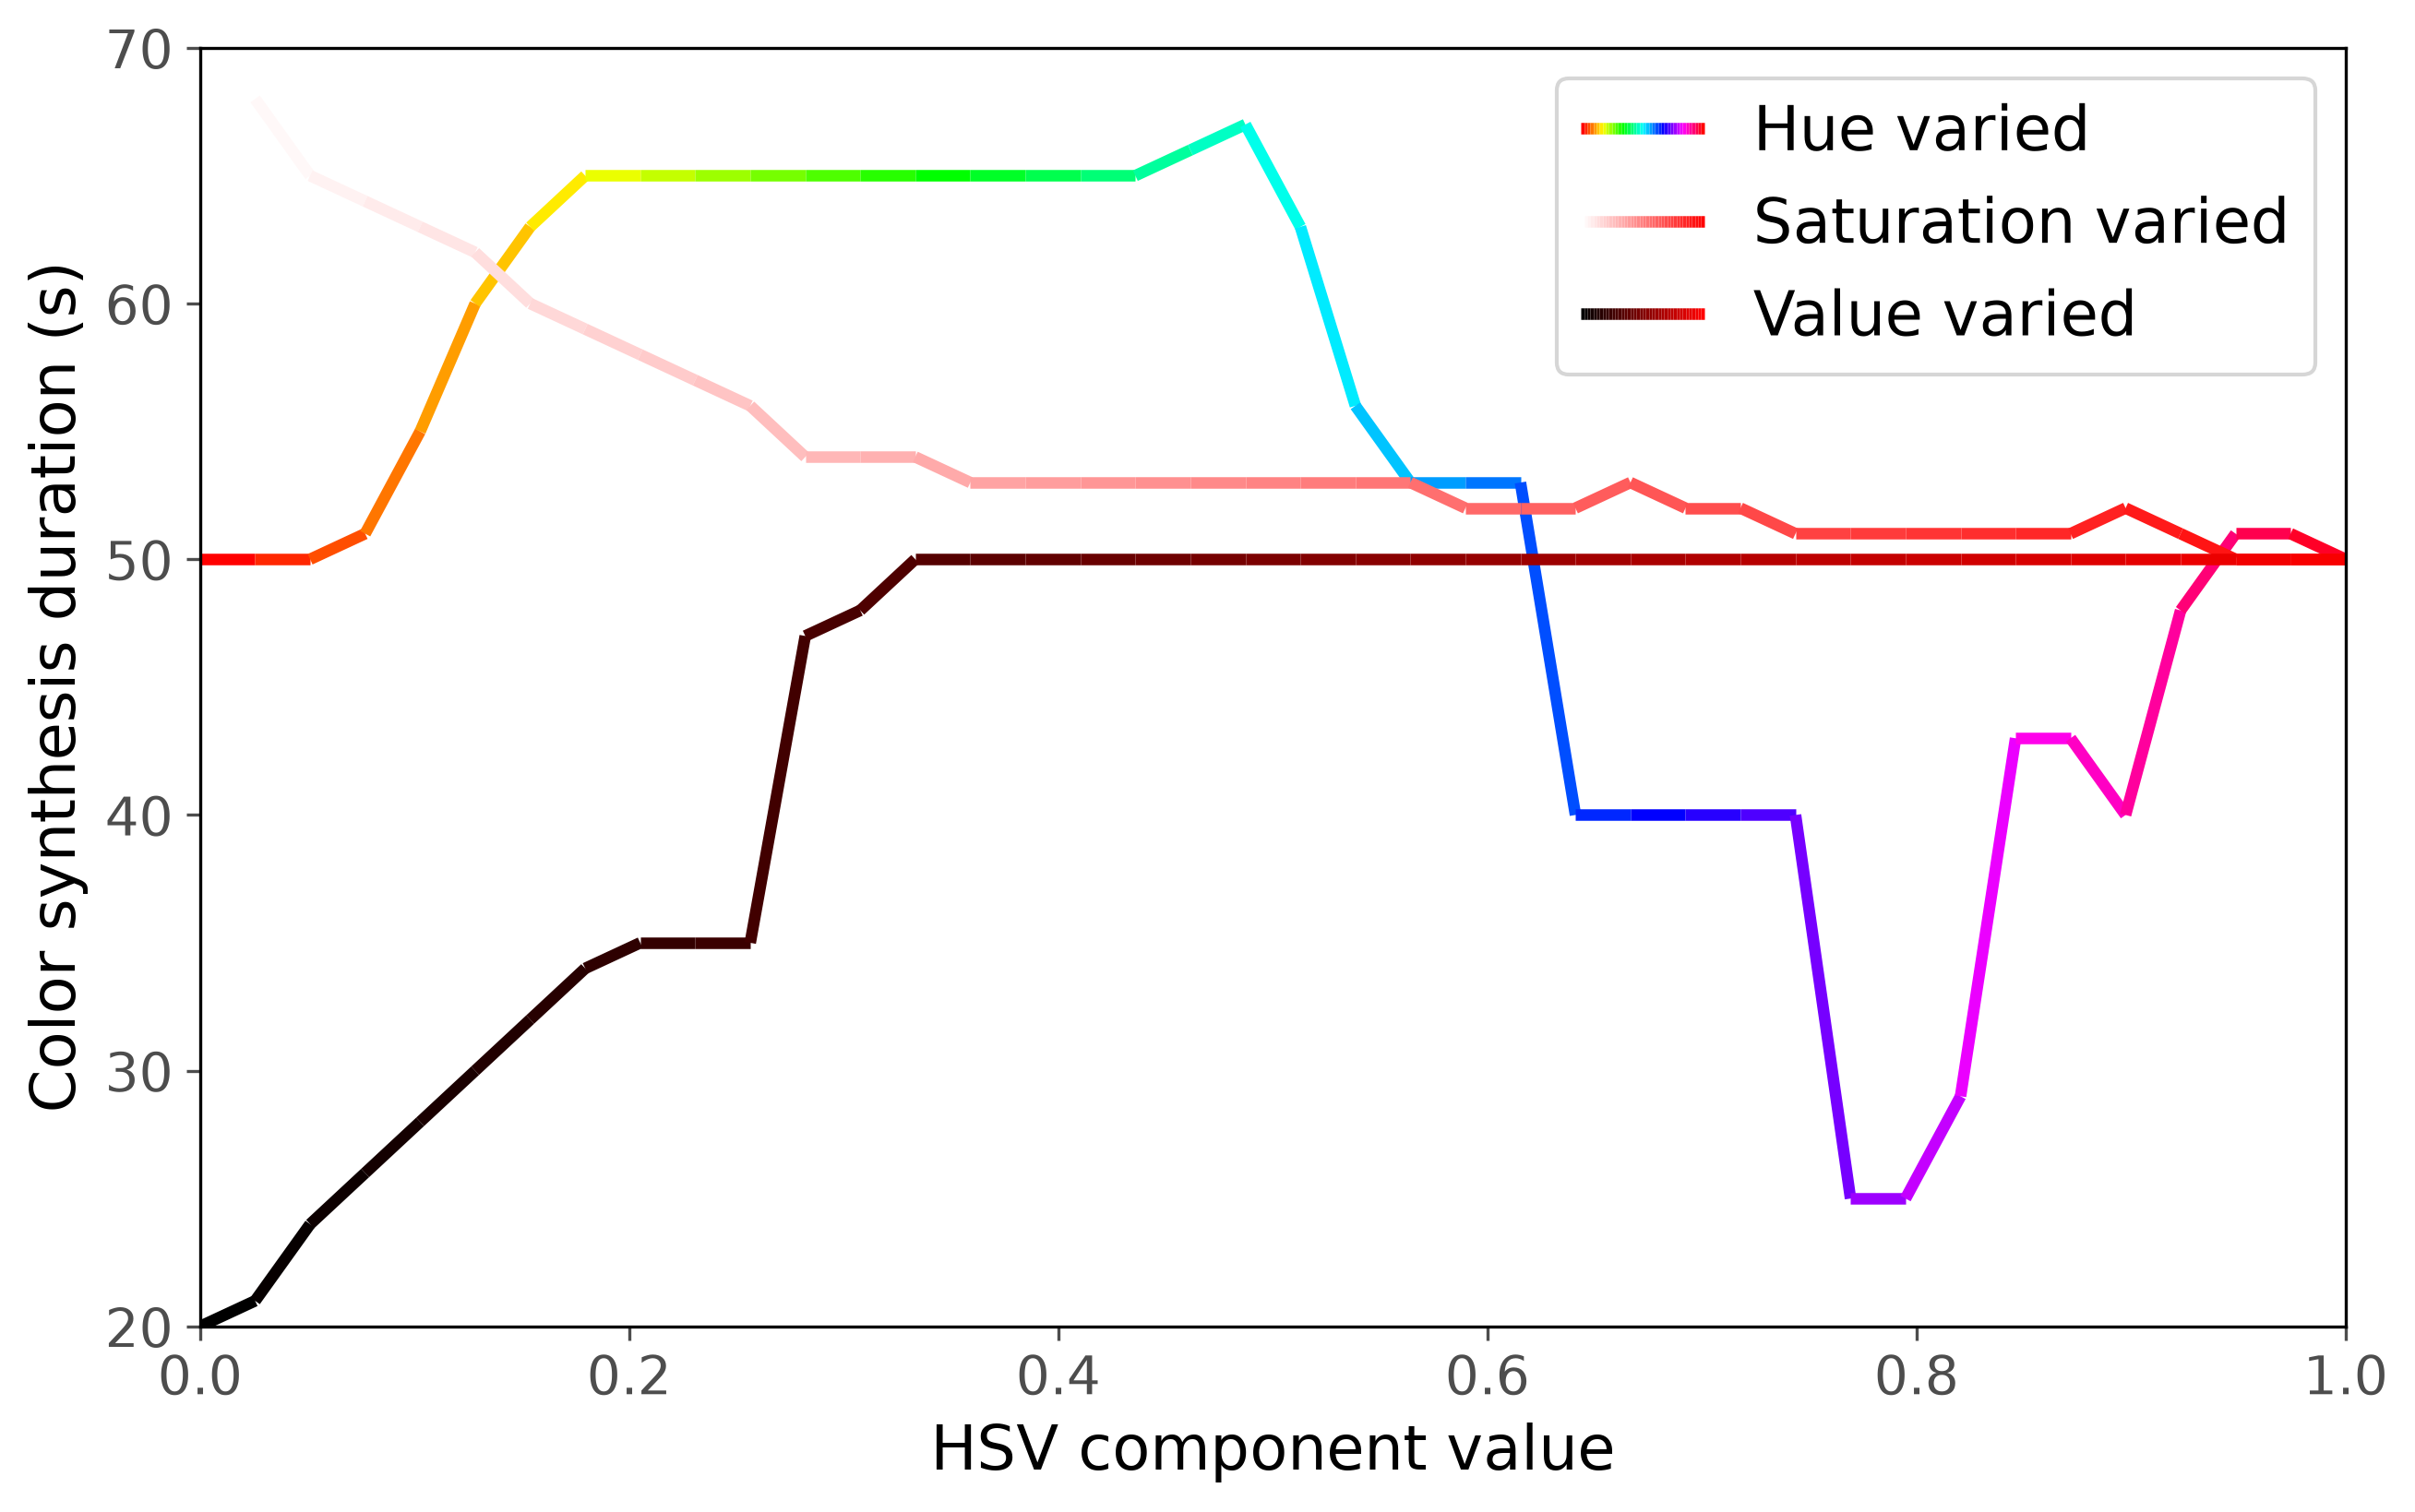 Color synthesis duration (s)
70
60
50
40
30
20
Hue varied
Saturation varied
Value varied
0.0 0.2 0.4 0.6 0.8 1.0
HSV component value